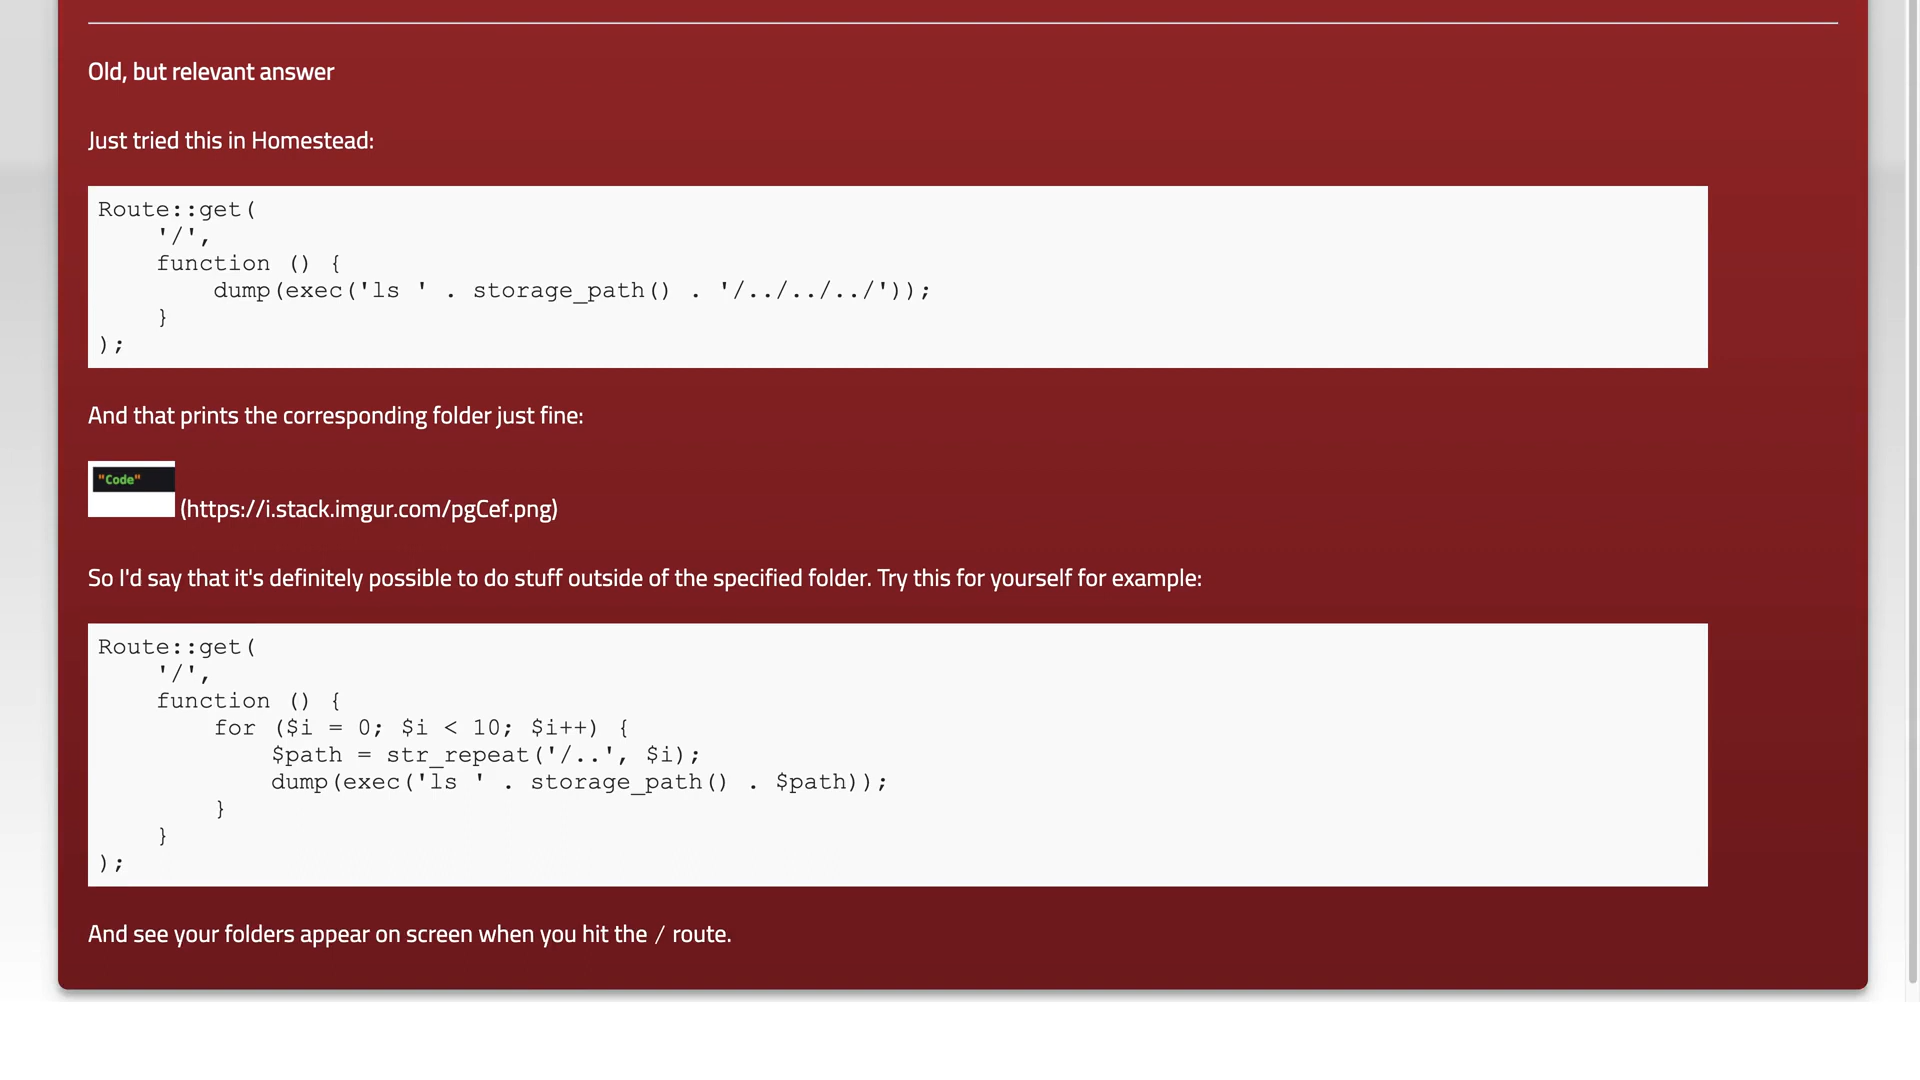 Old, but relevant answer
Just tried this in Homestead:
Route::get(
    '/',
    function () {
        dump(exec('ls ' . storage_path() . '/../../../'));
    }
);
And that prints the corresponding folder just fine:
"Code"
(https://i.stack.imgur.com/pgCef.png)
So I'd say that it's definitely possible to do stuff outside of the specified folder. Try this for yourself for example:
Route::get(
    '/',
    function () {
        for ($i = 0; $i < 10; $i++) {
            $path = str_repeat('/..', $i);
            dump(exec('ls ' . storage_path() . $path));
        }
    }
);
And see your folders appear on screen when you hit the / route.